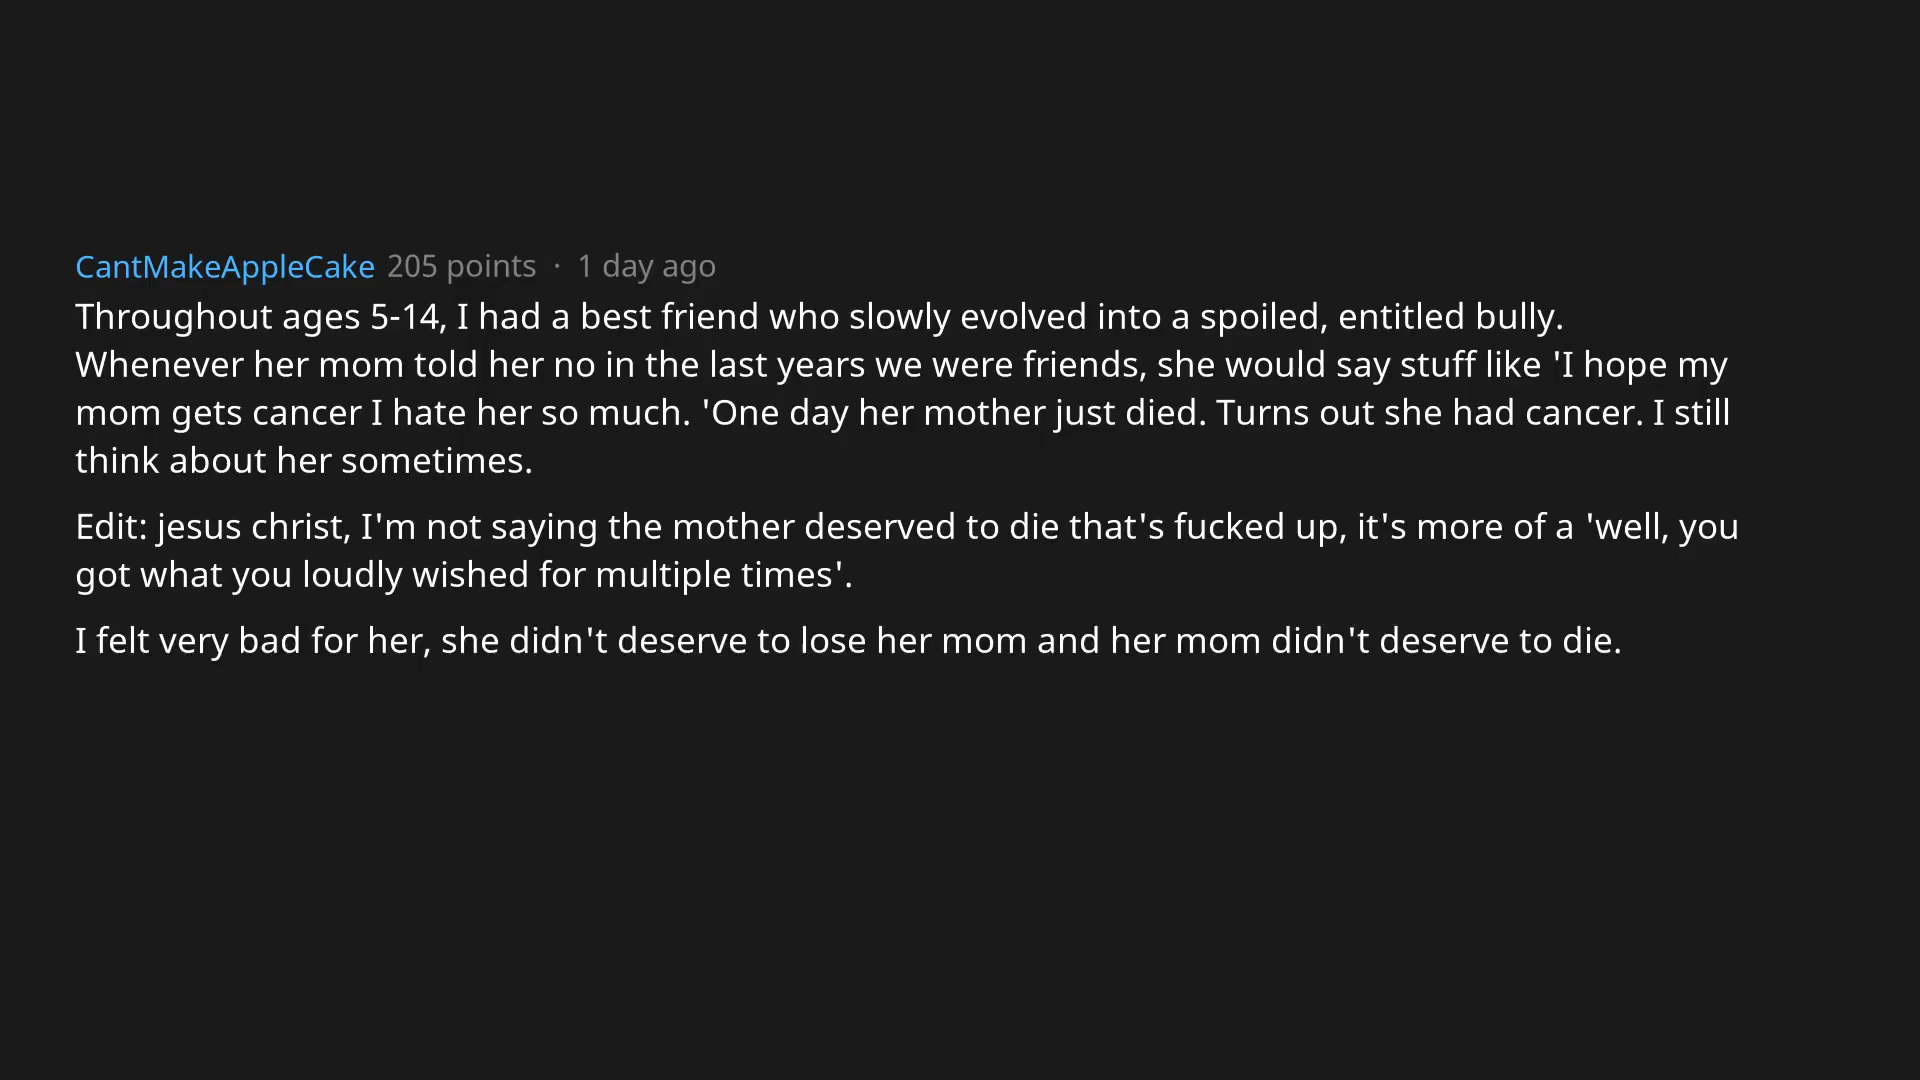 CantMakeAppleCake 205 points · 1 day ago
Throughout ages 5-14, I had a best friend who slowly evolved into a spoiled, entitled bully.
Whenever her mom told her no in the last years we were friends, she would say stuff like 'I hope my
mom gets cancer I hate her so much. 'One day her mother just died. Turns out she had cancer. I still
think about her sometimes.
Edit: jesus christ, I'm not saying the mother deserved to die that's fucked up, it's more of a 'well, you
got what you loudly wished for multiple times'.
I felt very bad for her, she didn't deserve to lose her mom and her mom didn't deserve to die.